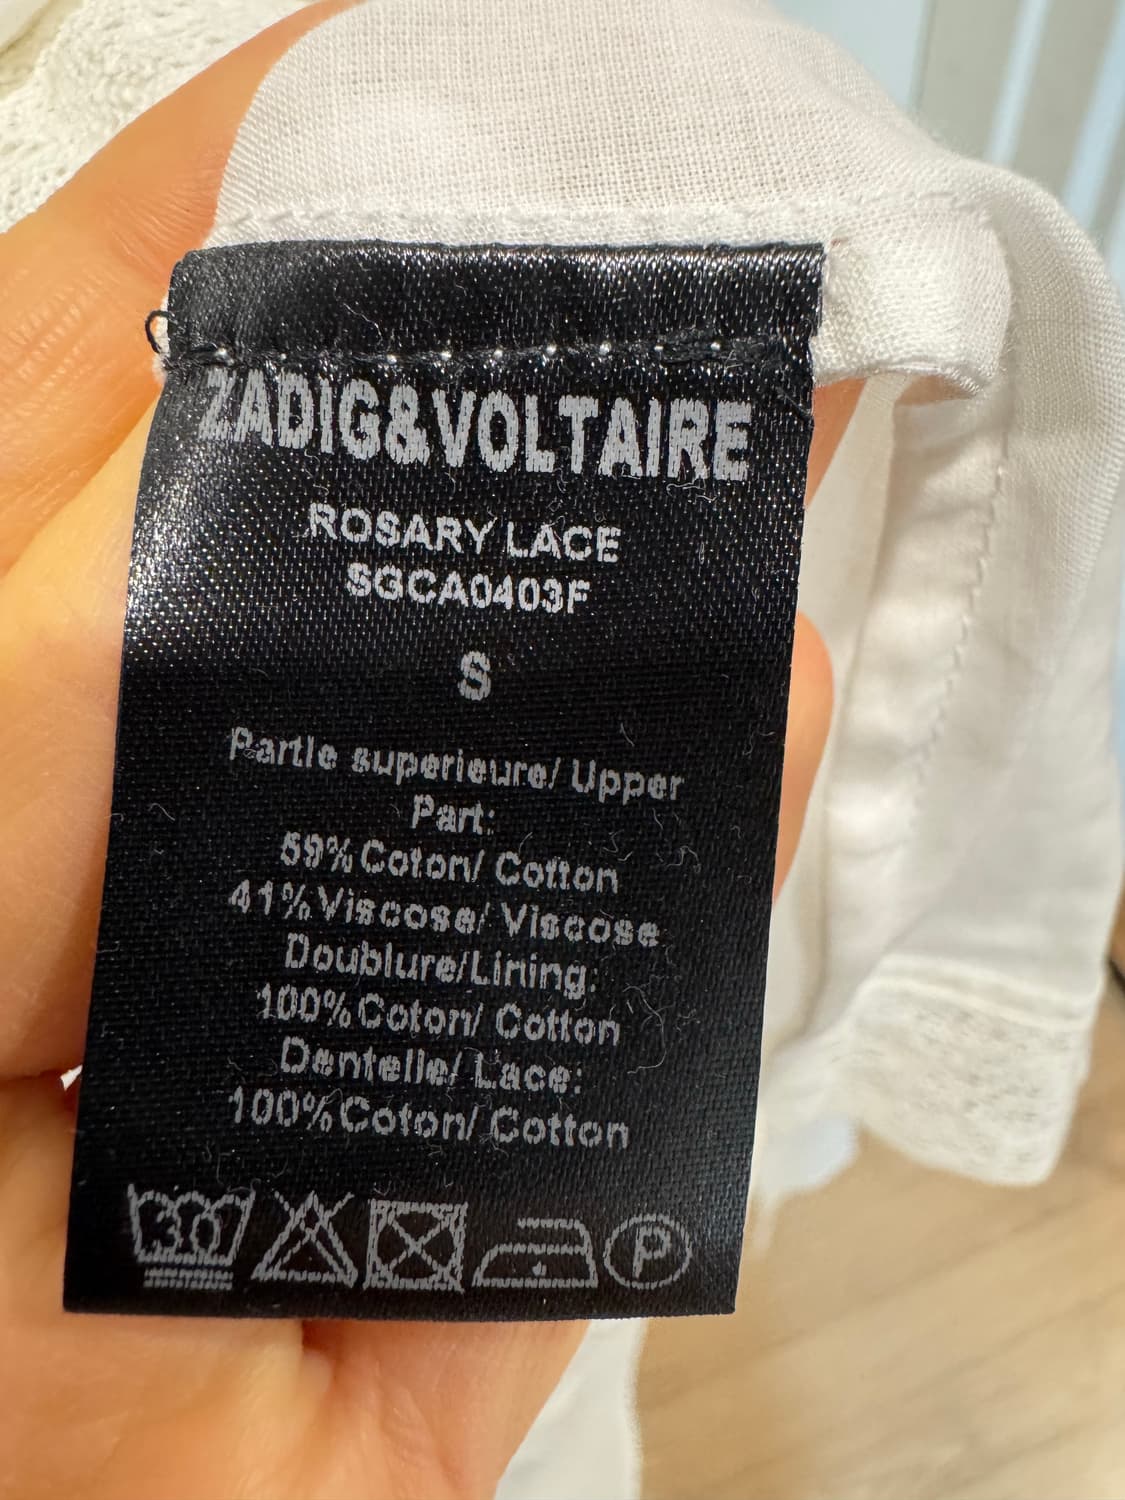 ZADIG&VOLTAIRE
ROSARY LACE
SGCA0403F
S
Partie superieure/ Upper
Part:
59% Coton/ Cotton
41% Viscose/ Viscose
Doublure/Lining:
100% Coton/ Cotton
Dentelle/ Lace:
100% Coton/ Cotton
30 P